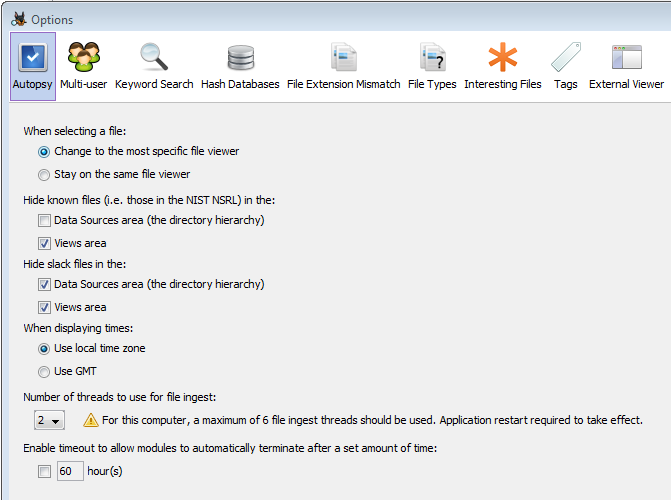 Options
Autopsy Multi-user Keyword Search Hash Databases File Extension Mismatch File Types Interesting Files Tags External Viewer
When selecting a file:
Change to the most specific file viewer
Stay on the same file viewer
Hide known files (i.e. those in the NIST NSRL) in the:
Data Sources area (the directory hierarchy)
Views area
Hide slack files in the:
Data Sources area (the directory hierarchy)
Views area
When displaying times:
Use local time zone
Use GMT
Number of threads to use for file ingest:
2 For this computer, a maximum of 6 file ingest threads should be used. Application restart required to take effect.
Enable timeout to allow modules to automatically terminate after a set amount of time:
60 hour(s)